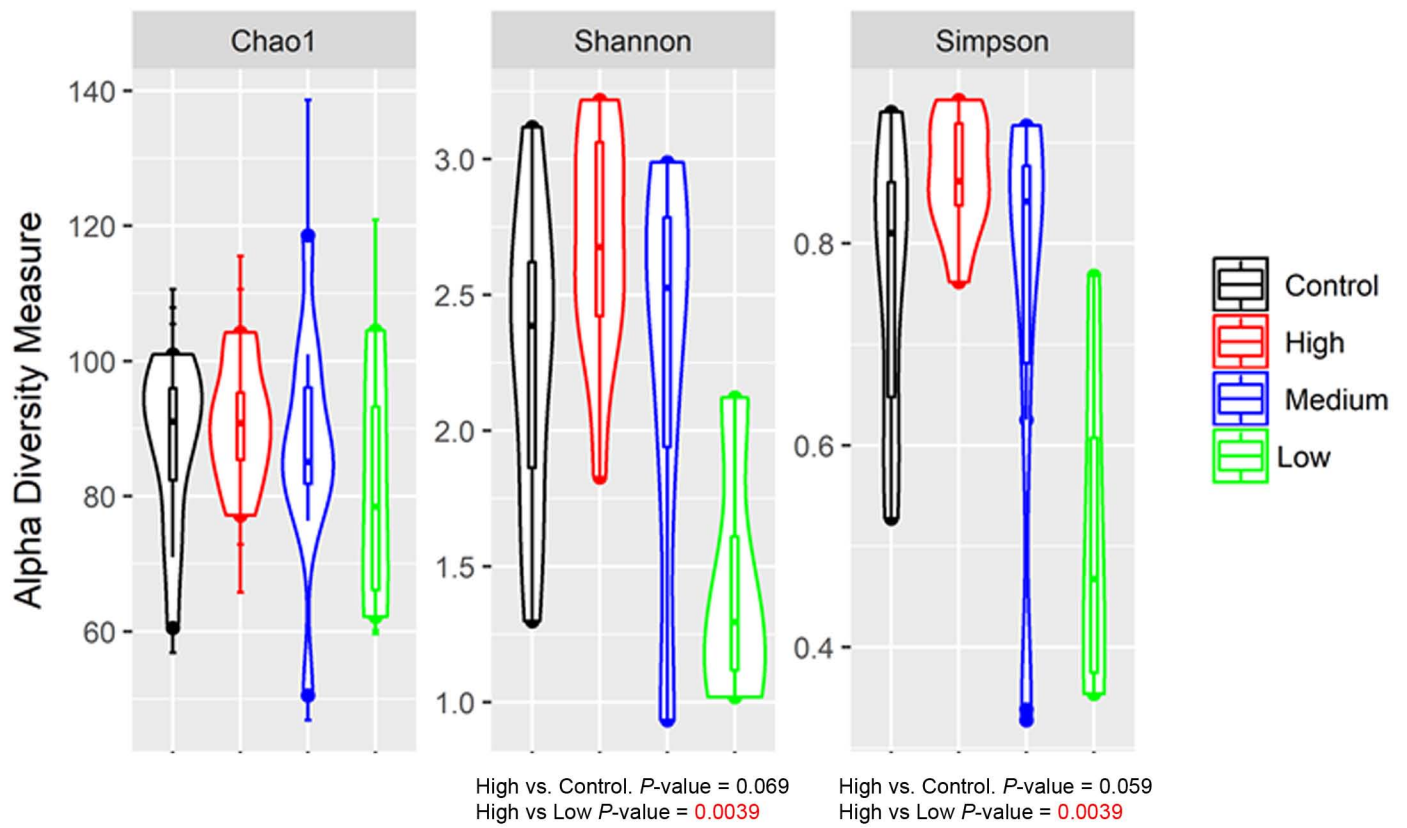 Chao1
Shannon
Simpson
Alpha Diversity Measure
140
120
100
80
60
3.0
2.5
2.0
1.5
1.0
0.8
0.6
0.4
Control
High
Medium
Low
High vs. Control. P-value = 0.069
High vs Low P-value = 0.0039
High vs. Control. P-value = 0.059
High vs Low P-value = 0.0039